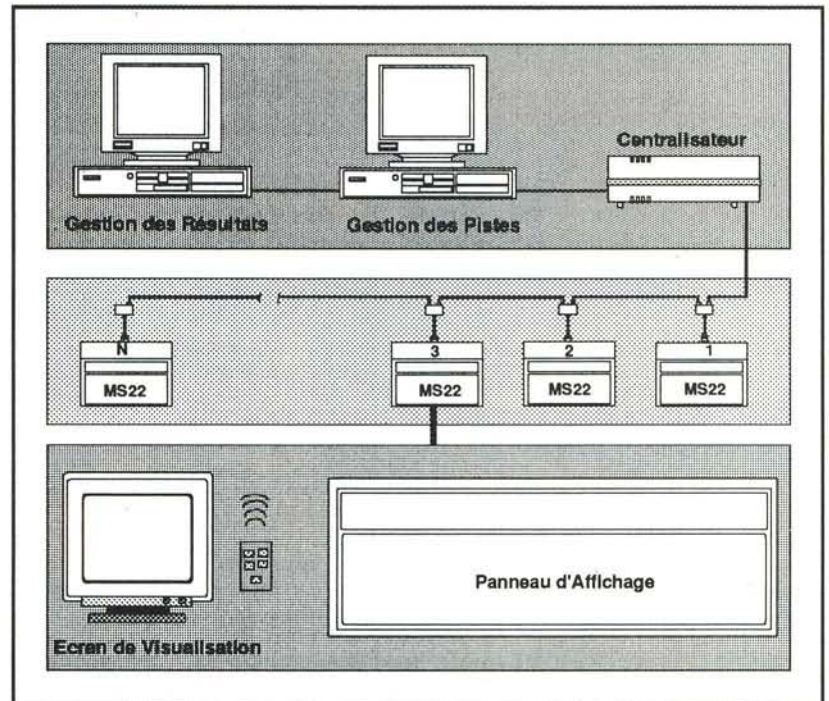 Centralisateur
Gestion des Résultats
Gestion des Pistes
N
3
2
1
MS22
MS22
MS22
MS22
Panneau d'Affichage
Ecran de Visualisation